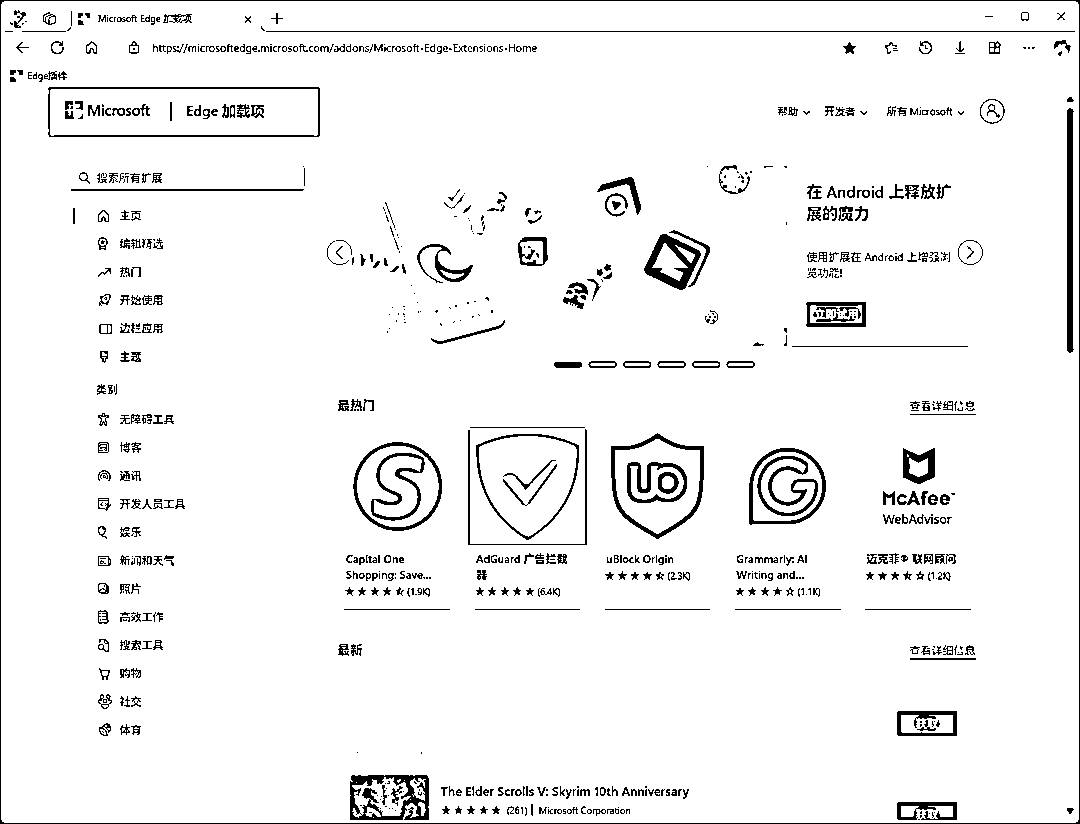 Microsoft Edge 加载项
https://microsoftedge.microsoft.com/addons/Microsoft-Edge-Extensions-Home
Edge插件
Microsoft | Edge 加载项
帮助 开发者 所有 Microsoft
搜索所有扩展
主页
编辑精选
热门
开始使用
边栏应用
主题
类别
无障碍工具
博客
通讯
开发人员工具
娱乐
新闻和天气
照片
高效工作
搜索工具
购物
社交
体育
在 Android 上释放扩
展的魔力
使用扩展在 Android 上增强浏
览功能!
立即试用
最热门
查看详细信息
Capital One
Shopping: Save...
(1.9K)
AdGuard 广告拦截
器
(6.4K)
uBlock Origin
(2.3K)
Grammarly: AI
Writing and...
(1.1K)
McAfee
WebAdvisor
迈克菲® 联网顾问
(1.2K)
最新
查看详细信息
获取
The Elder Scrolls V: Skyrim 10th Anniversary
(261) | Microsoft Corporation
获取